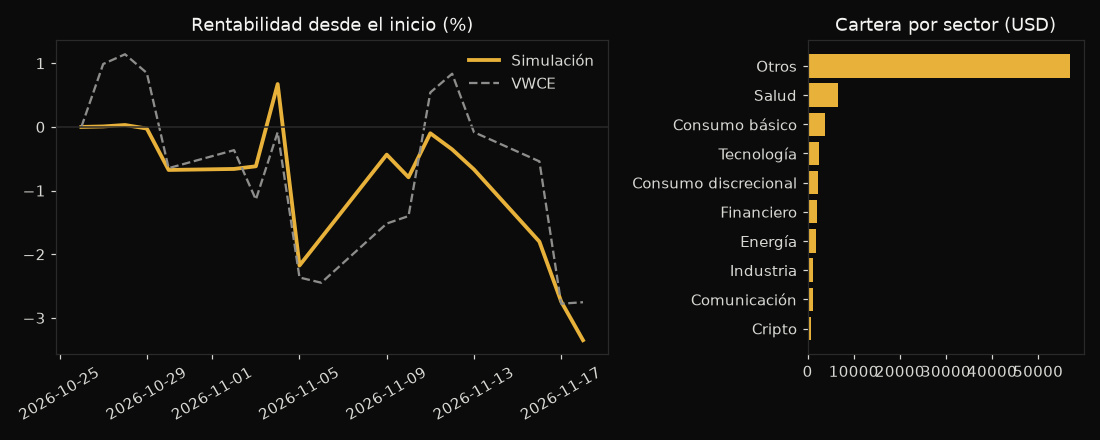 Rentabilidad desde el inicio (%)
Simulación
VWCE
1
0
−1
−2
−3
2026-10-25
2026-10-29
2026-11-01
2026-11-05
2026-11-09
2026-11-13
2026-11-17
Cartera por sector (USD)
Otros
Salud
Consumo básico
Tecnología
Consumo discrecional
Financiero
Energía
Industria
Comunicación
Cripto
0 10000 20000 30000 40000 50000